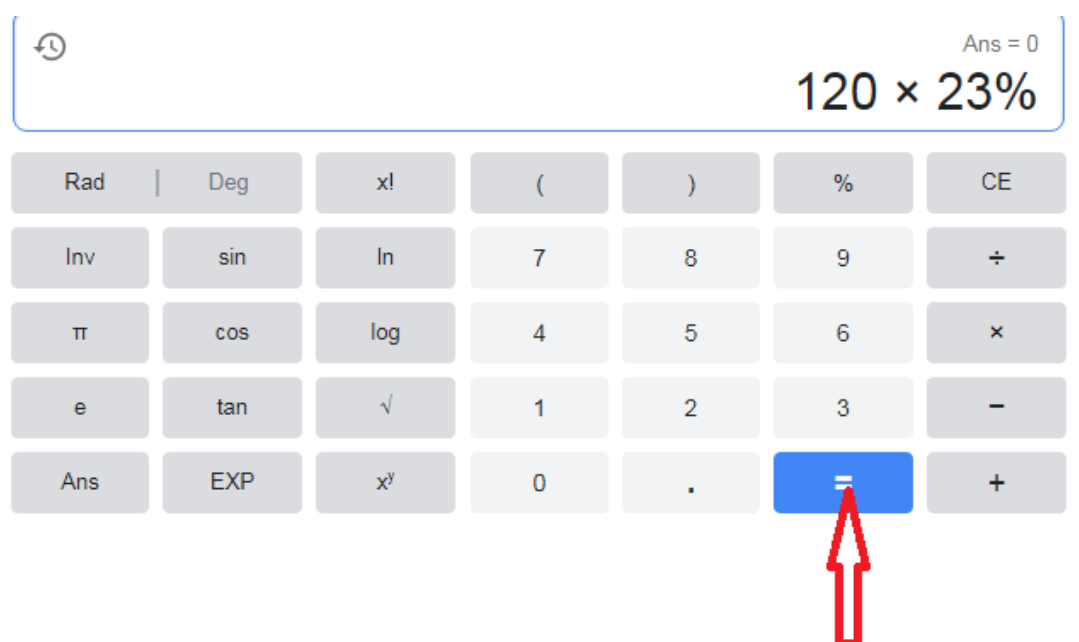 Ans = 0
120 × 23%
Rad | Deg x! ( ) % CE
Inv sin ln 7 8 9 ÷
π cos log 4 5 6 ×
e tan √ 1 2 3 −
Ans EXP xʸ 0 . = +